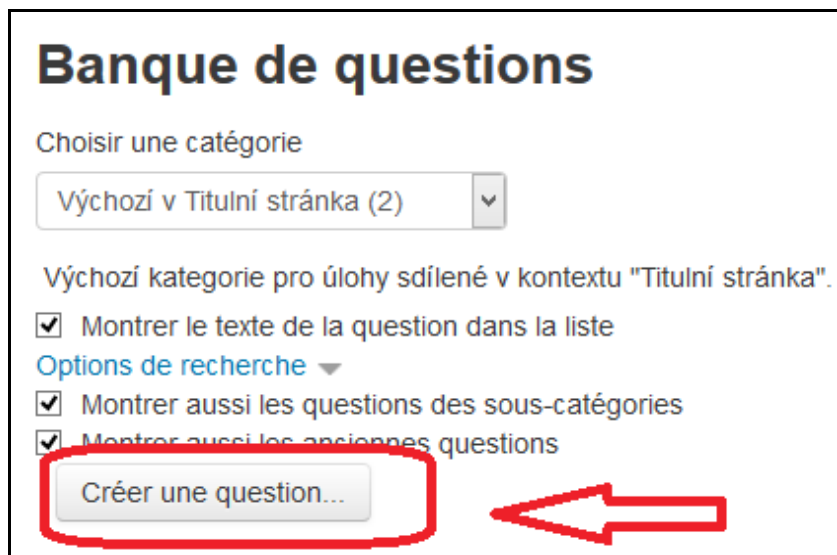 Banque de questions
Choisir une catégorie
Výchozí v Titulní stránka (2)
Výchozí kategorie pro úlohy sdílené v kontextu "Titulní stránka".
Montrer le texte de la question dans la liste
Options de recherche
Montrer aussi les questions des sous-catégories
Montrer aussi les anciennes questions
Créer une question...